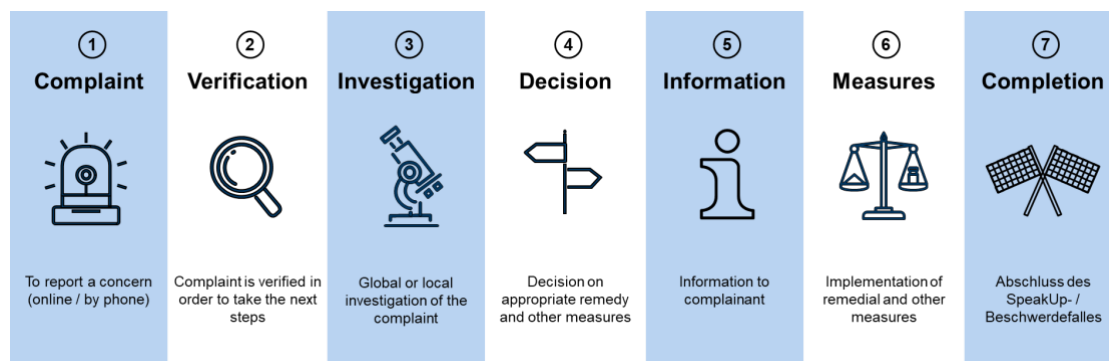 1
Complaint
To report a concern
(online / by phone)
2
Verification
Complaint is verified in
order to take the next
steps
3
Investigation
Global or local
investigation of the
complaint
4
Decision
Decision on
appropriate remedy
and other measures
5
Information
Information to
complainant
6
Measures
Implementation of
remedial and other
measures
7
Completion
Abschluss des
SpeakUp- /
Beschwerdefalles